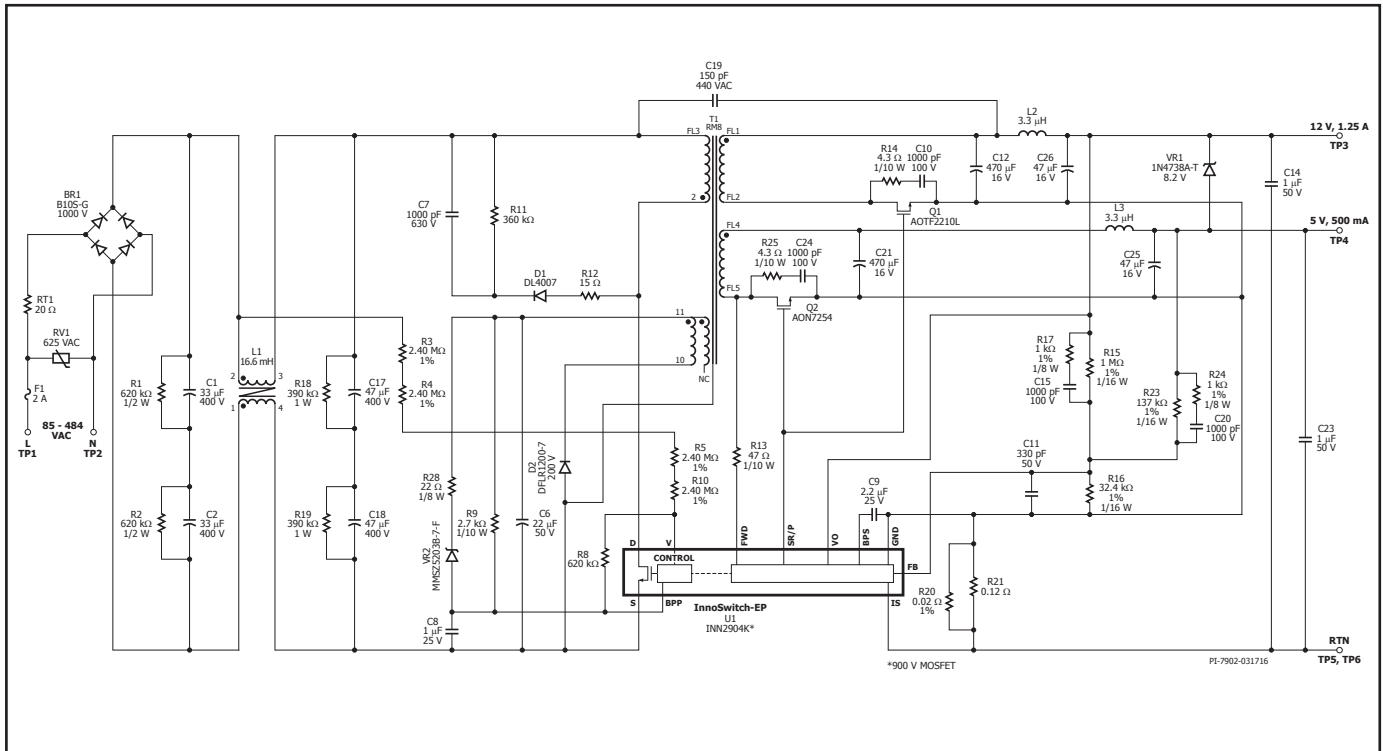 C19
150 pF
440 VAC
T1
RM8
FL3
FL1
L2
3.3 μH
12 V, 1.25 A
TP3
R14
4.3 Ω
1/10 W
C10
1000 pF
100 V
C12
470 μF
16 V
C26
47 μF
16 V
VR1
1N4738A-T
8.2 V
C14
1 μF
50 V
BR1
B10S-G
1000 V
C7
1000 pF
630 V
R11
360 kΩ
2
FL2
Q1
AOTF2210L
FL4
L3
3.3 μH
5 V, 500 mA
TP4
R25
4.3 Ω
1/10 W
C24
1000 pF
100 V
C21
470 μF
16 V
C25
47 μF
16 V
D1
DL4007
R12
15 Ω
FL5
Q2
AON7254
RT1
20 Ω
RV1
625 VAC
F1
2 A
85 - 484
VAC
L
TP1
N
TP2
R1
620 kΩ
1/2 W
C1
33 μF
400 V
L1
16.6 mH
2
3
1
4
R18
390 kΩ
1 W
C17
47 μF
400 V
R3
2.40 MΩ
1%
R4
2.40 MΩ
1%
11
10
NC
R17
1 kΩ
1%
1/8 W
C15
1000 pF
100 V
R15
1 MΩ
1%
1/16 W
R23
137 kΩ
1%
1/16 W
R24
1 kΩ
1%
1/8 W
C20
1000 pF
100 V
C23
1 μF
50 V
R2
620 kΩ
1/2 W
C2
33 μF
400 V
R19
390 kΩ
1 W
C18
47 μF
400 V
R28
22 Ω
1/8 W
VR2
MMSZ5203B-7-F
R9
2.7 kΩ
1/10 W
C6
22 μF
50 V
D2
DFLR1200-7
200 V
R5
2.40 MΩ
1%
R10
2.40 MΩ
1%
R13
47 Ω
1/10 W
C11
330 pF
50 V
C9
2.2 μF
25 V
R16
32.4 kΩ
1%
1/16 W
R8
620 kΩ
D
V
FWD
SR/P
VO
BPS
GND
CONTROL
FB
S
BPP
IS
InnoSwitch-EP
U1
INN2904K*
C8
1 μF
25 V
R20
0.02 Ω
1%
R21
0.12 Ω
*900 V MOSFET
PI-7902-031716
RTN
TP5, TP6